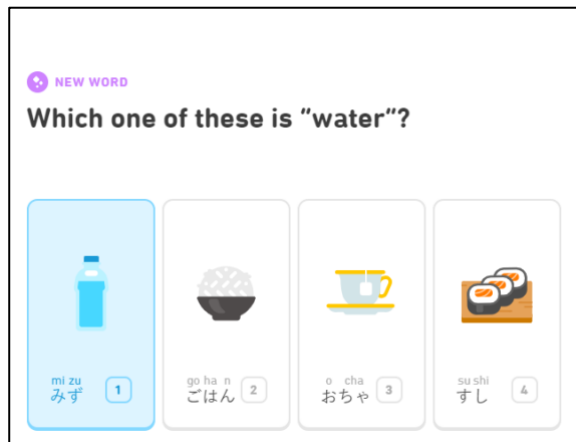 NEW WORD
Which one of these is "water"?
mi zu
みず 1
go ha n
ごはん 2
o cha
おちゃ 3
su shi
すし 4